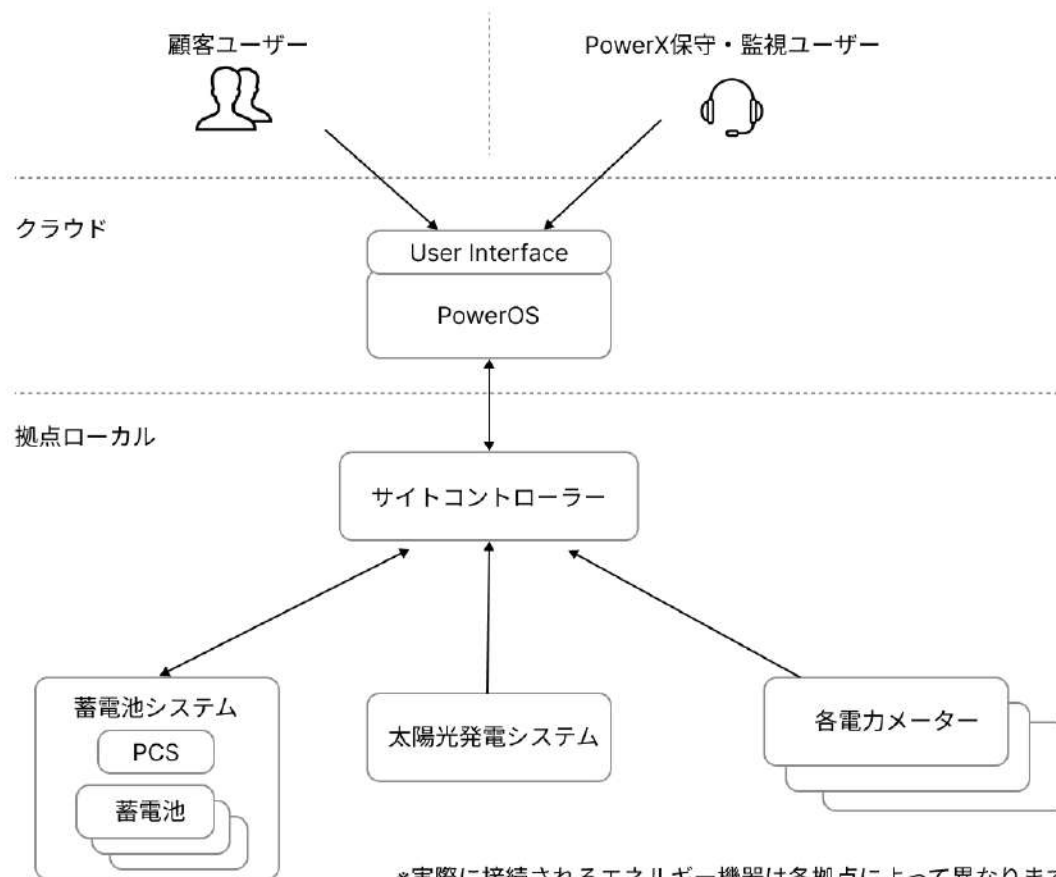 顧客ユーザー
PowerX保守・監視ユーザー
クラウド
User Interface
PowerOS
拠点ローカル
サイトコントローラー
蓄電池システム
PCS
蓄電池
太陽光発電システム
各電力メーター
※実際に接続されるエネルギー機器は各拠点によって異なります